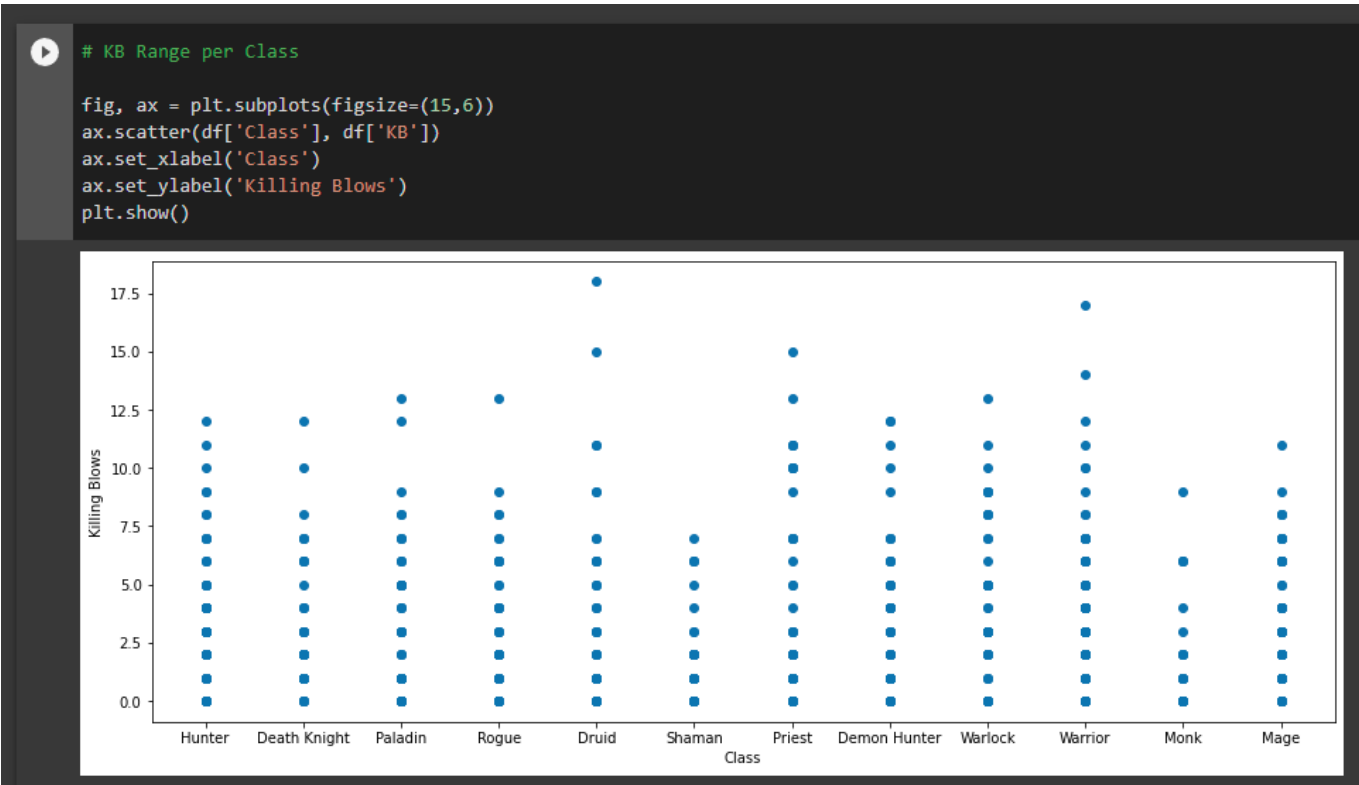 # KB Range per Class
fig, ax = plt.subplots(figsize=(15,6))
ax.scatter(df['Class'], df['KB'])
ax.set_xlabel('Class')
ax.set_ylabel('Killing Blows')
plt.show()
17.5
15.0
12.5
10.0
7.5
5.0
2.5
0.0
Killing Blows
Hunter Death Knight Paladin Rogue Druid Shaman Priest Demon Hunter Warlock Warrior Monk Mage
Class